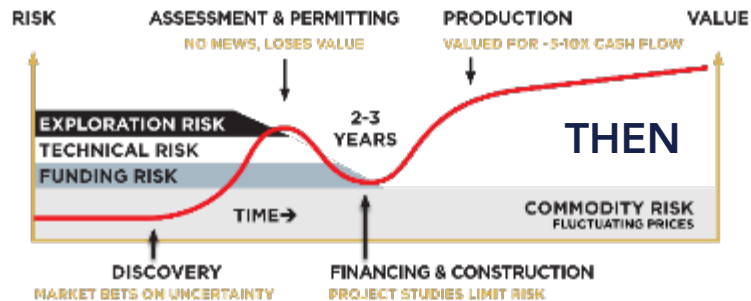 RISK
ASSESSMENT & PERMITTING
PRODUCTION
VALUE
NO NEWS, LOSES VALUE
VALUED FOR ~5-10X CASH FLOW
EXPLORATION RISK
2-3
YEARS
TECHNICAL RISK
THEN
FUNDING RISK
TIME→
COMMODITY RISK
FLUCTUATING PRICES
DISCOVERY
FINANCING & CONSTRUCTION
MARKET BETS ON UNCERTAINTY
PROJECT STUDIES LIMIT RISK